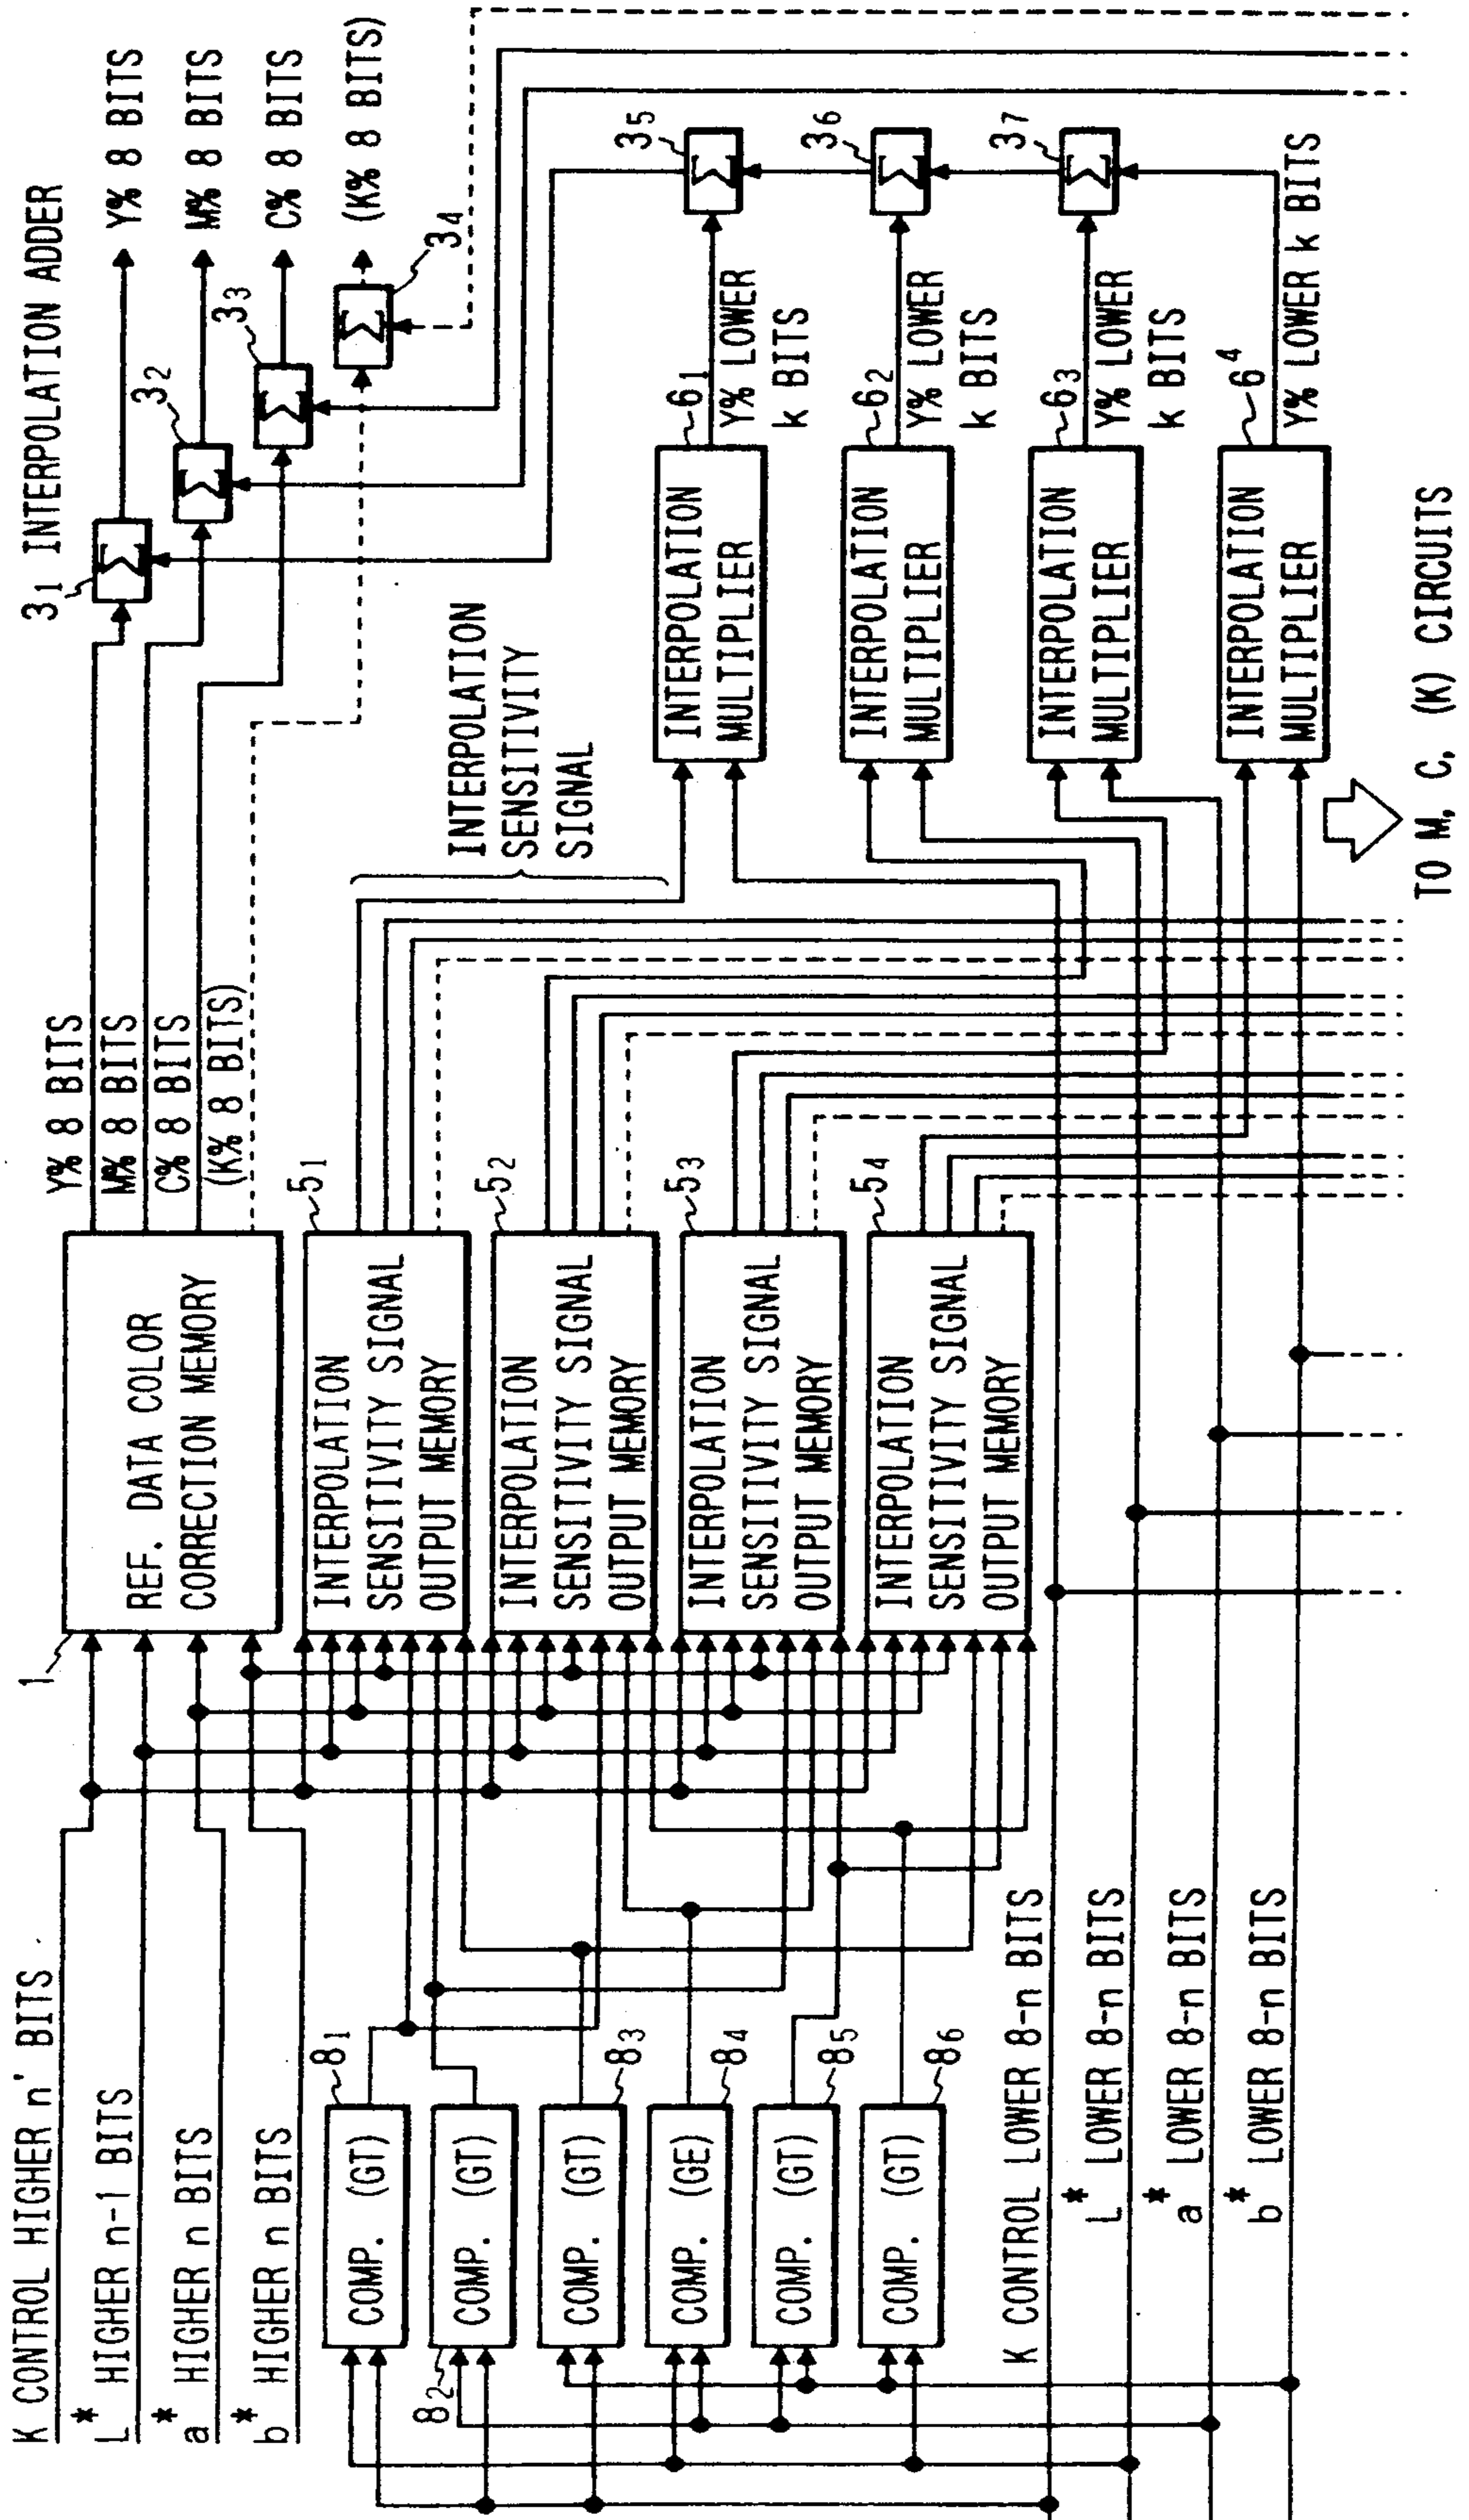 K CONTROL HIGHER n' BITS
L* HIGHER n-1 BITS
a* HIGHER n BITS
b* HIGHER n BITS
1
REF. DATA COLOR
CORRECTION MEMORY
Y% 8 BITS
M% 8 BITS
C% 8 BITS
(K% 8 BITS)
31 INTERPOLATION ADDER
32
33
34
Y% 8 BITS
M% 8 BITS
C% 8 BITS
(K% 8 BITS)
COMP. (GT)
81
COMP. (GT)
82
COMP. (GT)
83
COMP. (GE)
84
COMP. (GT)
85
COMP. (GT)
86
INTERPOLATION
SENSITIVITY SIGNAL
OUTPUT MEMORY
51
INTERPOLATION
SENSITIVITY SIGNAL
OUTPUT MEMORY
52
INTERPOLATION
SENSITIVITY SIGNAL
OUTPUT MEMORY
53
INTERPOLATION
SENSITIVITY SIGNAL
OUTPUT MEMORY
54
INTERPOLATION
SENSITIVITY
SIGNAL
INTERPOLATION
MULTIPLIER
61
Y% LOWER
k BITS
35
INTERPOLATION
MULTIPLIER
62
Y% LOWER
k BITS
36
INTERPOLATION
MULTIPLIER
63
Y% LOWER
k BITS
37
INTERPOLATION
MULTIPLIER
64
Y% LOWER k BITS
K CONTROL LOWER 8-n BITS
L* LOWER 8-n BITS
a* LOWER 8-n BITS
b* LOWER 8-n BITS
TO M, C, (K) CIRCUITS